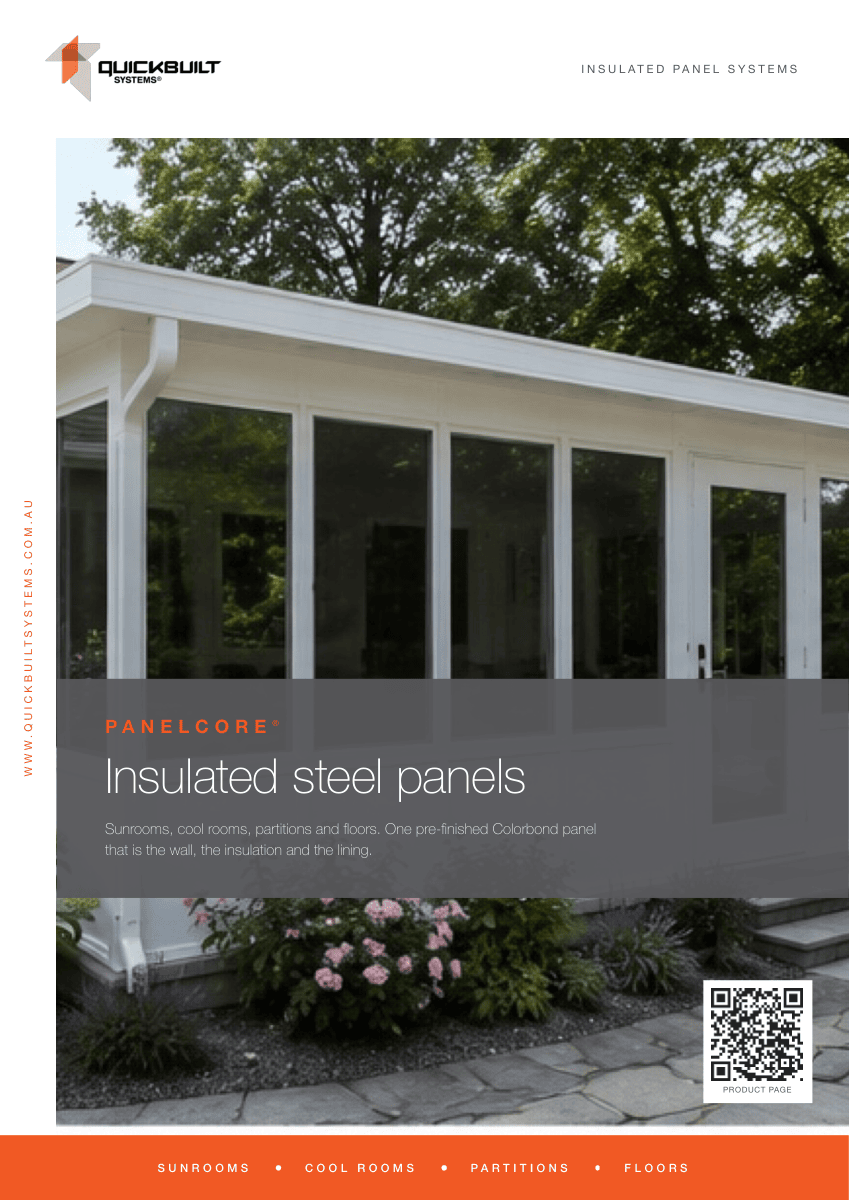 QUICKBUILT
SYSTEMS®
INSULATED PANEL SYSTEMS
WWW.QUICKBUILTSYSTEMS.COM.AU
PANELCORE®
Insulated steel panels
Sunrooms, cool rooms, partitions and floors. One pre-finished Colorbond panel
that is the wall, the insulation and the lining.
PRODUCT PAGE
SUNROOMS • COOL ROOMS • PARTITIONS • FLOORS